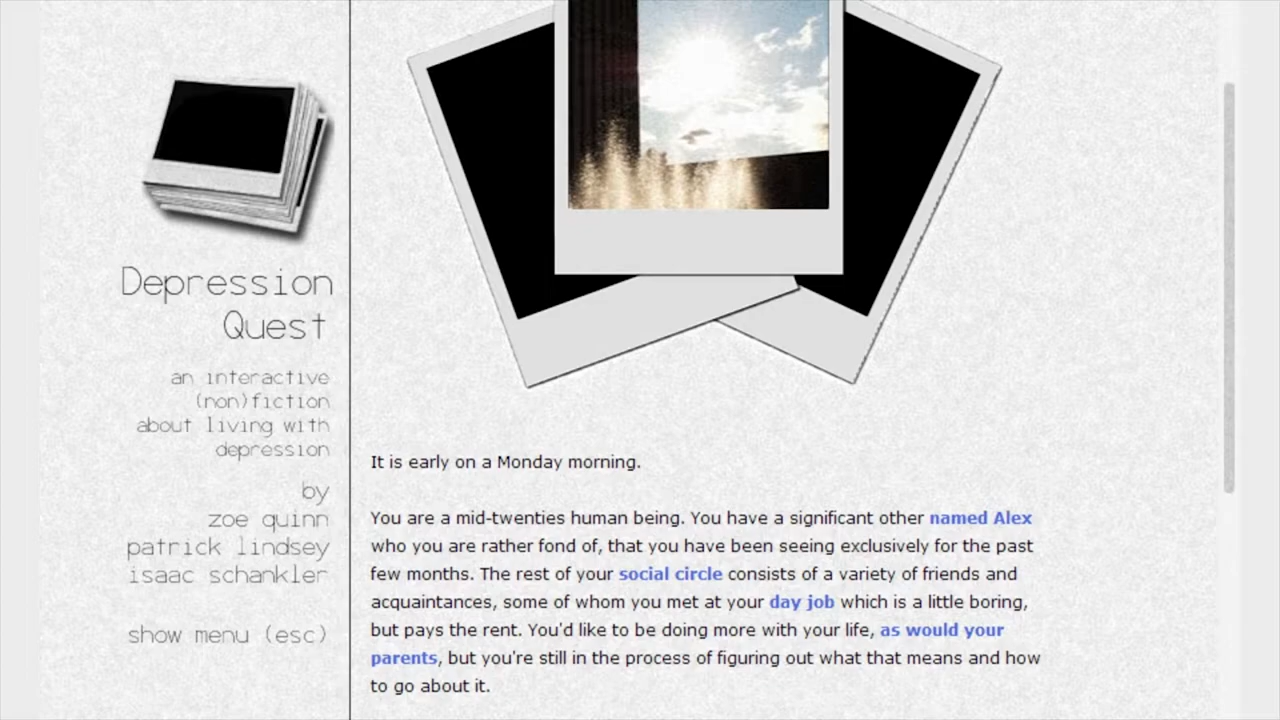 Depression
Quest
an interactive
(non)fiction
about living with
depression
by
zoe quinn
patrick lindsey
isaac schankler
show menu (esc)
It is early on a Monday morning.
You are a mid-twenties human being. You have a significant other named Alex
who you are rather fond of, that you have been seeing exclusively for the past
few months. The rest of your social circle consists of a variety of friends and
acquaintances, some of whom you met at your day job which is a little boring,
but pays the rent. You'd like to be doing more with your life, as would your
parents, but you're still in the process of figuring out what that means and how
to go about it.